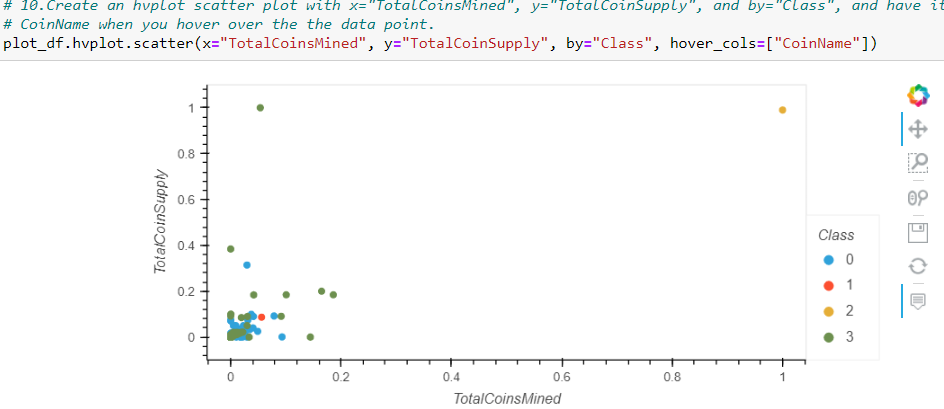 # 10.Create an hvplot scatter plot with x="TotalCoinsMined", y="TotalCoinSupply", and by="Class", and have it
# CoinName when you hover over the the data point.
plot_df.hvplot.scatter(x="TotalCoinsMined", y="TotalCoinSupply", by="Class", hover_cols=["CoinName"])
TotalCoinSupply
1
0.8
0.6
0.4
0.2
0
0 0.2 0.4 0.6 0.8 1
TotalCoinsMined
Class
0
1
2
3